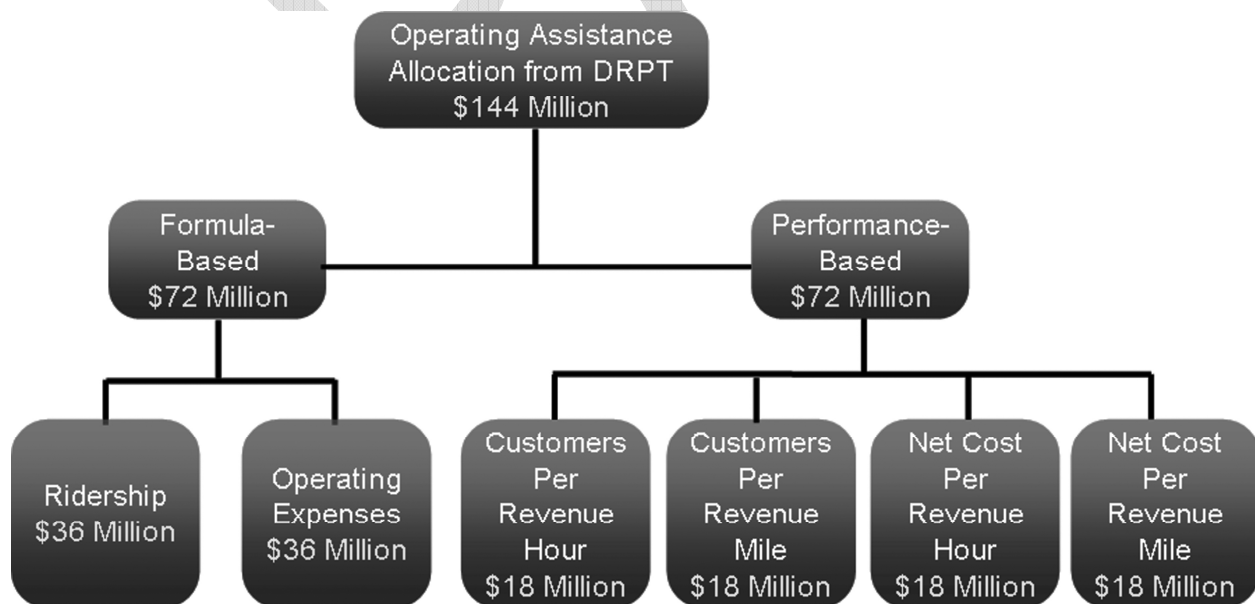 Operating Assistance
Allocation from DRPT
$144 Million
Formula-
Based
$72 Million
Performance-
Based
$72 Million
Ridership
$36 Million
Operating
Expenses
$36 Million
Customers
Per
Revenue
Hour
$18 Million
Customers
Per
Revenue
Mile
$18 Million
Net Cost
Per
Revenue
Hour
$18 Million
Net Cost
Per
Revenue
Mile
$18 Million